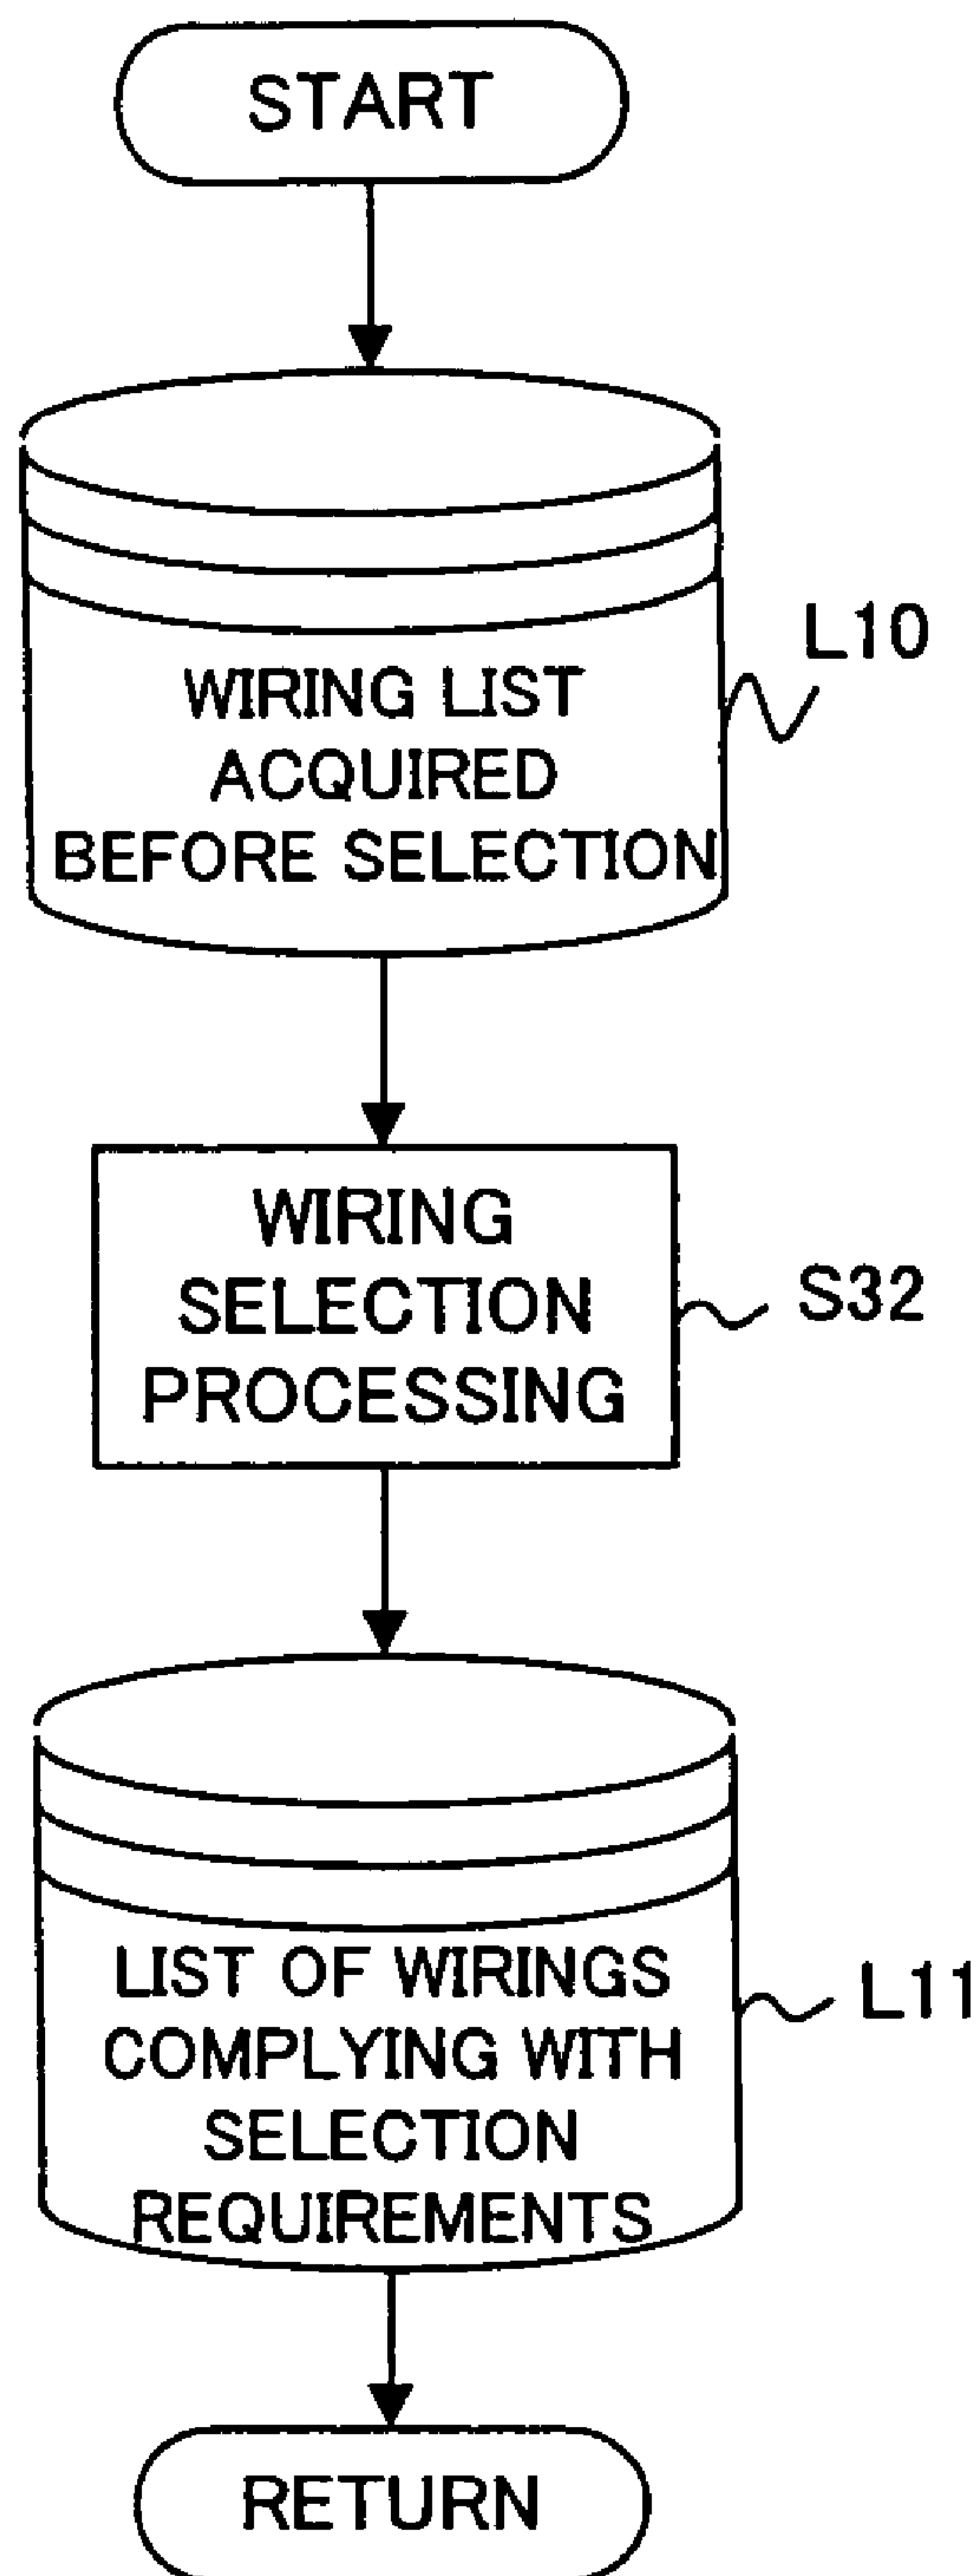 START
WIRING LIST
ACQUIRED
BEFORE SELECTION
L10
WIRING
SELECTION
PROCESSING
S32
LIST OF WIRINGS
COMPLYING WITH
SELECTION
REQUIREMENTS
L11
RETURN